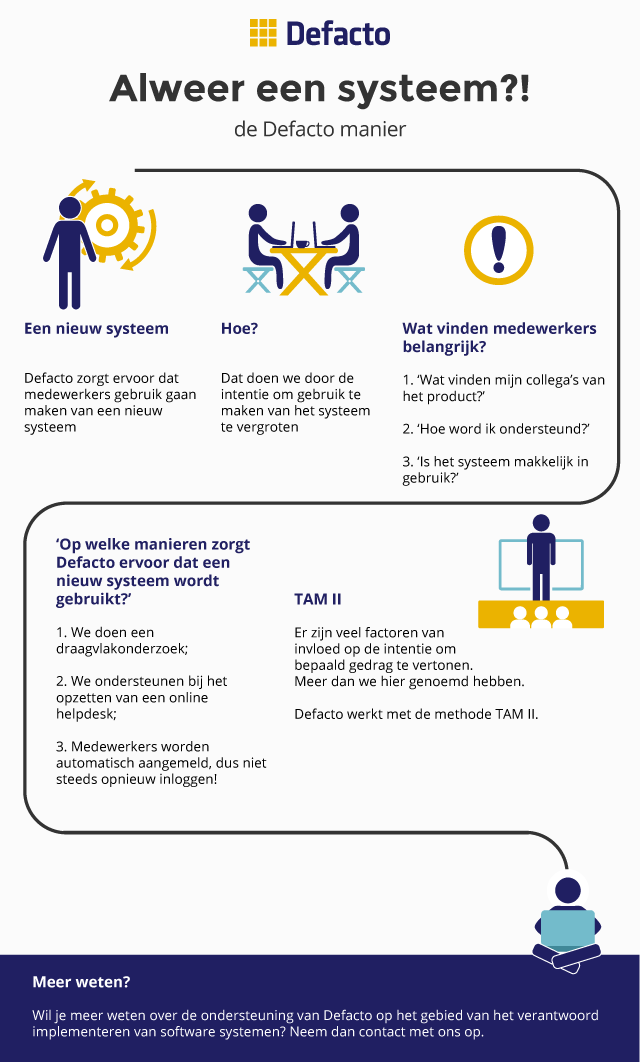 Defacto
Alweer een systeem?!
de Defacto manier
Een nieuw systeem
Defacto zorgt ervoor dat
medewerkers gebruik gaan
maken van een nieuw
systeem
Hoe?
Dat doen we door de
intentie om gebruik te
maken van het systeem
te vergroten
Wat vinden medewerkers
belangrijk?
1. ‘Wat vinden mijn collega’s van
het product?’
2. ‘Hoe word ik ondersteund?’
3. ‘Is het systeem makkelijk in
gebruik?’
‘Op welke manieren zorgt
Defacto ervoor dat een
nieuw systeem wordt
gebruikt?’
1. We doen een
draagvlakonderzoek;
2. We ondersteunen bij het
opzetten van een online
helpdesk;
3. Medewerkers worden
automatisch aangemeld, dus niet
steeds opnieuw inloggen!
TAM II
Er zijn veel factoren van
invloed op de intentie om
bepaald gedrag te vertonen.
Meer dan we hier genoemd hebben.
Defacto werkt met de methode TAM II.
Meer weten?
Wil je meer weten over de ondersteuning van Defacto op het gebied van het verantwoord
implementeren van software systemen? Neem dan contact met ons op.